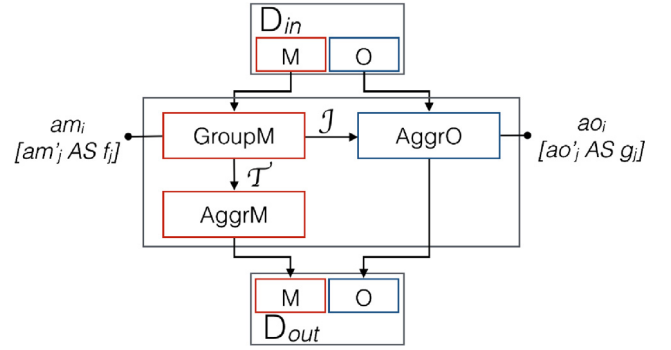 D_in
M O
am_i
[am'_j AS f_j]
GroupM 𝒥 AggrO
ao_i
[ao'_j AS g_j]
𝒯
AggrM
M O
D_out